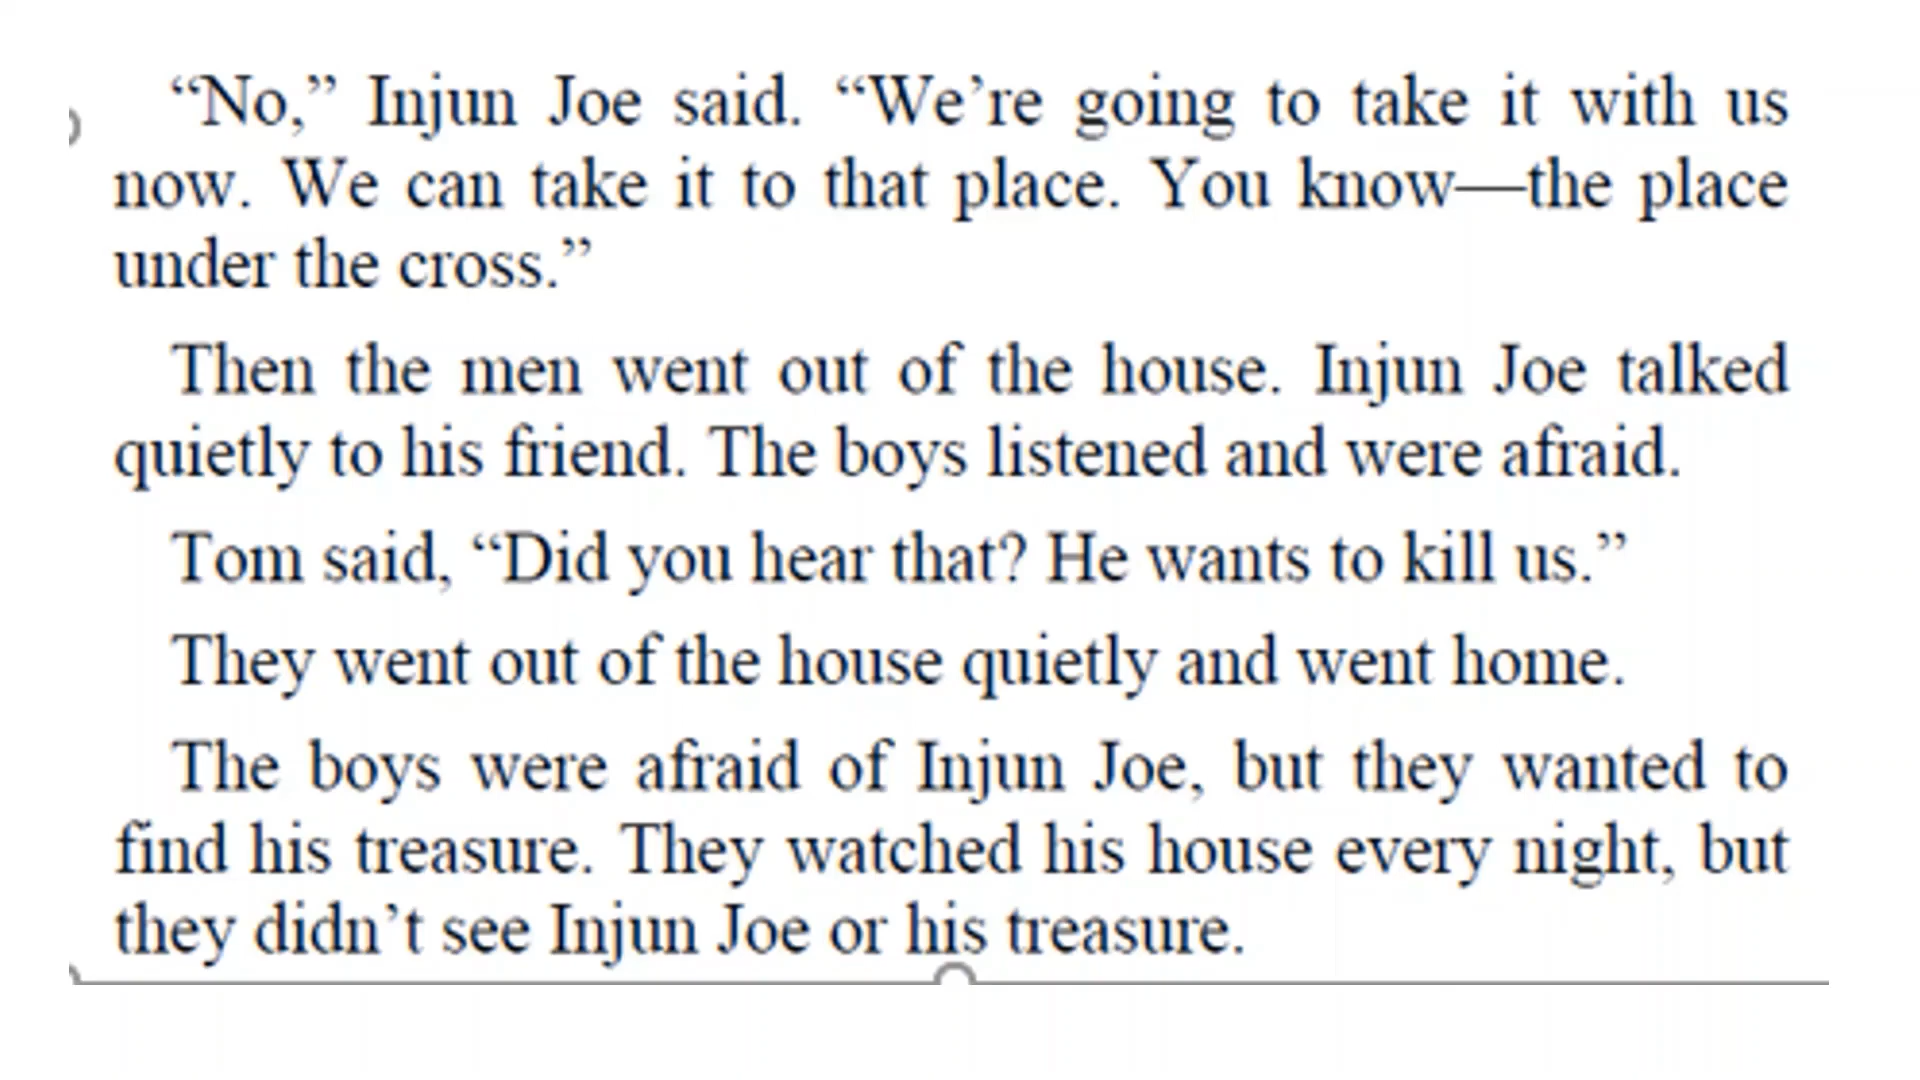 “No,” Injun Joe said. “We’re going to take it with us
now. We can take it to that place. You know—the place
under the cross.”
Then the men went out of the house. Injun Joe talked
quietly to his friend. The boys listened and were afraid.
Tom said, “Did you hear that? He wants to kill us.”
They went out of the house quietly and went home.
The boys were afraid of Injun Joe, but they wanted to
find his treasure. They watched his house every night, but
they didn’t see Injun Joe or his treasure.